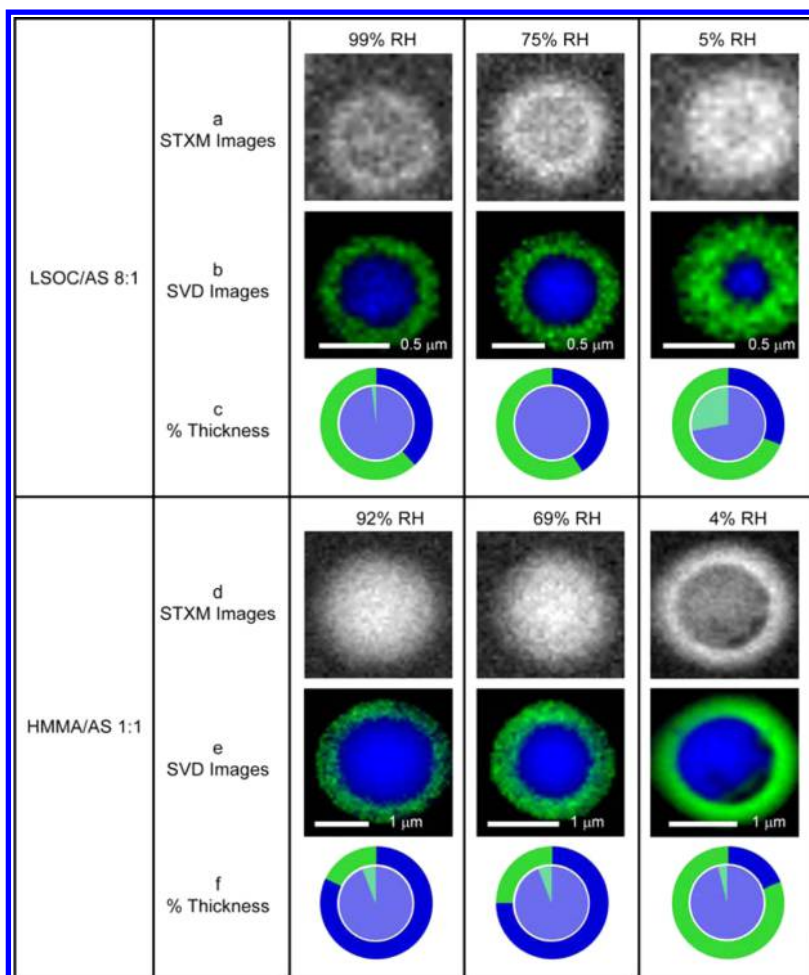 99% RH 75% RH 5% RH
a
STXM Images
LSOC/AS 8:1
b
SVD Images
0.5 μm 0.5 μm 0.5 μm
c
% Thickness
92% RH 69% RH 4% RH
d
STXM Images
HMMA/AS 1:1
e
SVD Images
1 μm 1 μm 1 μm
f
% Thickness